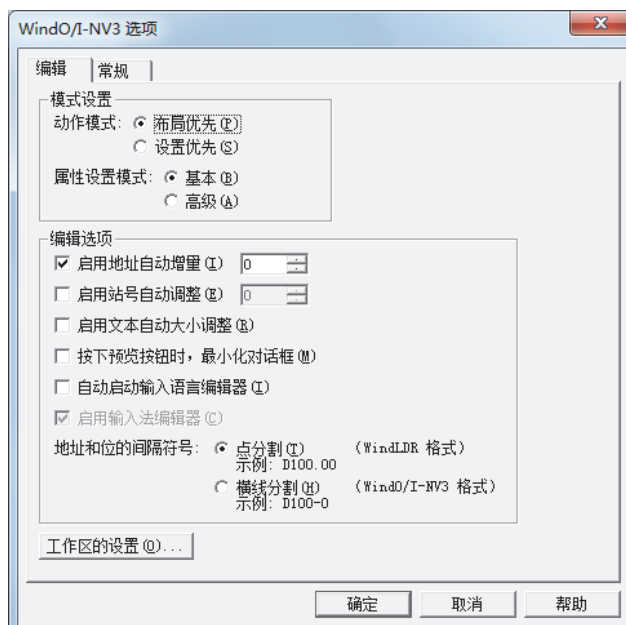 WindO/I-NV3 选项
编辑
常规
模式设置
动作模式: 布局优先(P)
设置优先(S)
属性设置模式: 基本(B)
高级(A)
编辑选项
启用地址自动增量(I) 0
启用站号自动调整(E) 0
启用文本自动大小调整(R)
按下预览按钮时，最小化对话框(M)
自动启动输入语言编辑器(I)
启用输入法编辑器(C)
地址和位的间隔符号: 点分割(T) (WindLDR 格式)
示例: D100.00
横线分割(H) (WindO/I-NV3 格式)
示例: D100-0
工作区的设置(O)...
确定 取消 帮助